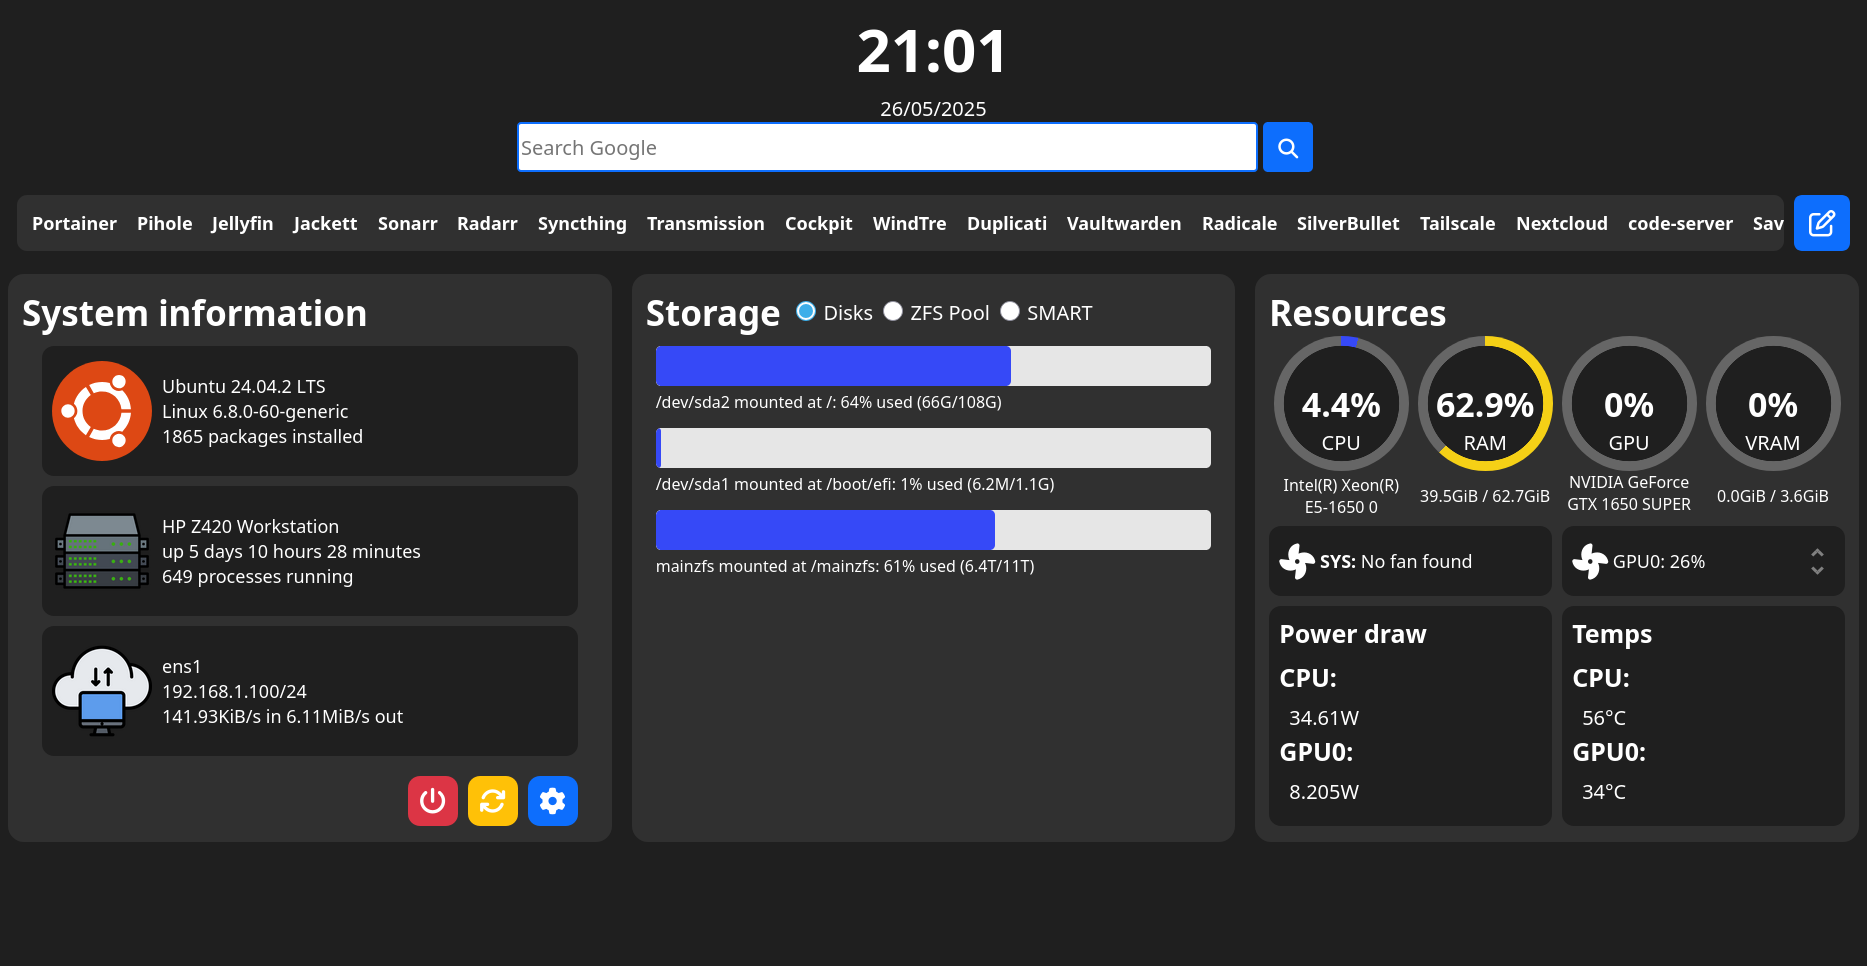 21:01
26/05/2025
Search Google
Portainer Pihole Jellyfin Jackett Sonarr Radarr Syncthing Transmission Cockpit WindTre Duplicati Vaultwarden Radicale SilverBullet Tailscale Nextcloud code-server Sav
System information
Ubuntu 24.04.2 LTS
Linux 6.8.0-60-generic
1865 packages installed
HP Z420 Workstation
up 5 days 10 hours 28 minutes
649 processes running
ens1
192.168.1.100/24
141.93KiB/s in 6.11MiB/s out
Storage Disks ZFS Pool SMART
/dev/sda2 mounted at /: 64% used (66G/108G)
/dev/sda1 mounted at /boot/efi: 1% used (6.2M/1.1G)
mainzfs mounted at /mainzfs: 61% used (6.4T/11T)
Resources
4.4%
CPU
Intel(R) Xeon(R)
E5-1650 0
62.9%
RAM
39.5GiB / 62.7GiB
0%
GPU
NVIDIA GeForce
GTX 1650 SUPER
0%
VRAM
0.0GiB / 3.6GiB
SYS: No fan found
GPU0: 26%
Power draw
CPU:
34.61W
GPU0:
8.205W
Temps
CPU:
56°C
GPU0:
34°C